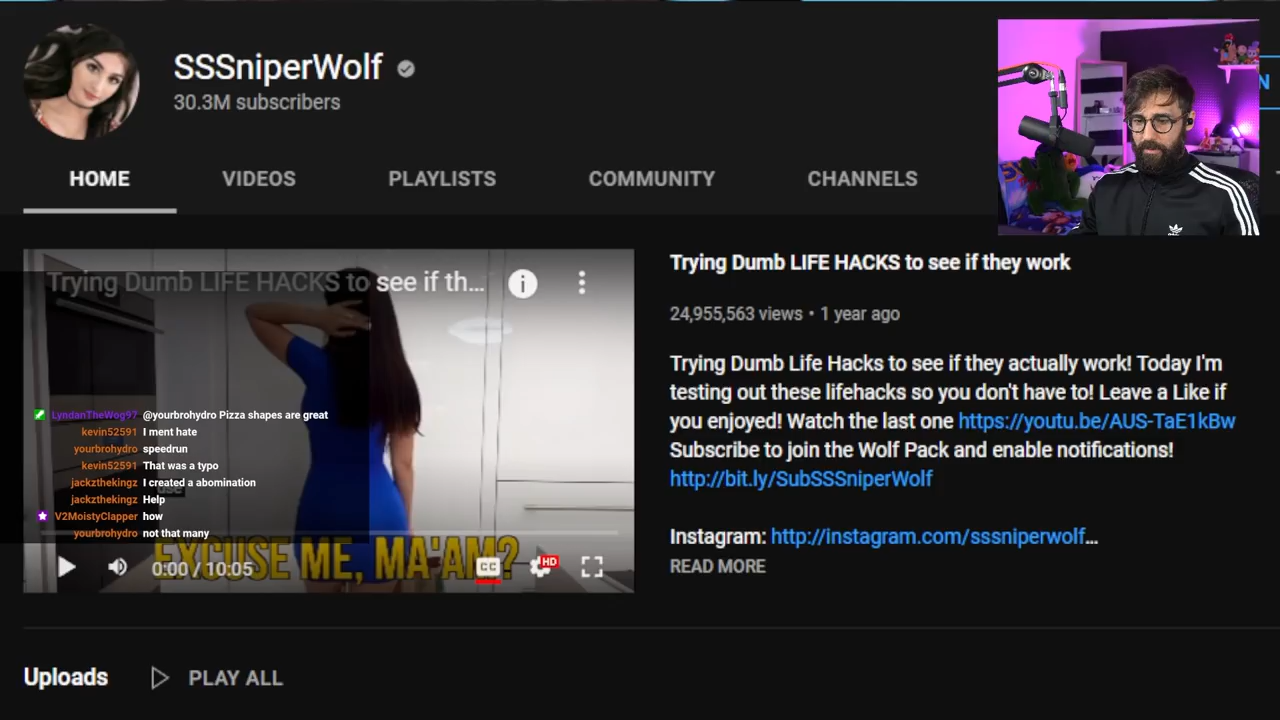 SSSniperWolf
30.3M subscribers
N
HOME VIDEOS PLAYLISTS COMMUNITY CHANNELS
Trying Dumb LIFE HACKS to see if th...
Trying Dumb LIFE HACKS to see if they work
24,955,563 views • 1 year ago
Trying Dumb Life Hacks to see if they actually work! Today I'm
testing out these lifehacks so you don't have to! Leave a Like if
you enjoyed! Watch the last one https://youtu.be/AUS-TaE1kBw
Subscribe to join the Wolf Pack and enable notifications!
http://bit.ly/SubSSSniperWolf
Instagram: http://instagram.com/sssniperwolf...
READ MORE
LyndanTheWog97 @yourbrohydro Pizza shapes are great
kevin52591 I ment hate
yourbrohydro speedrun
kevin52591 That was a typo
jackzthekingz I created a abomination
use
jackzthekingz Help
V2MoistyClapper how
yourbrohydro not that many
EXCUSE ME, MA'AM?
0:00 / 10:05 CC HD
Uploads PLAY ALL